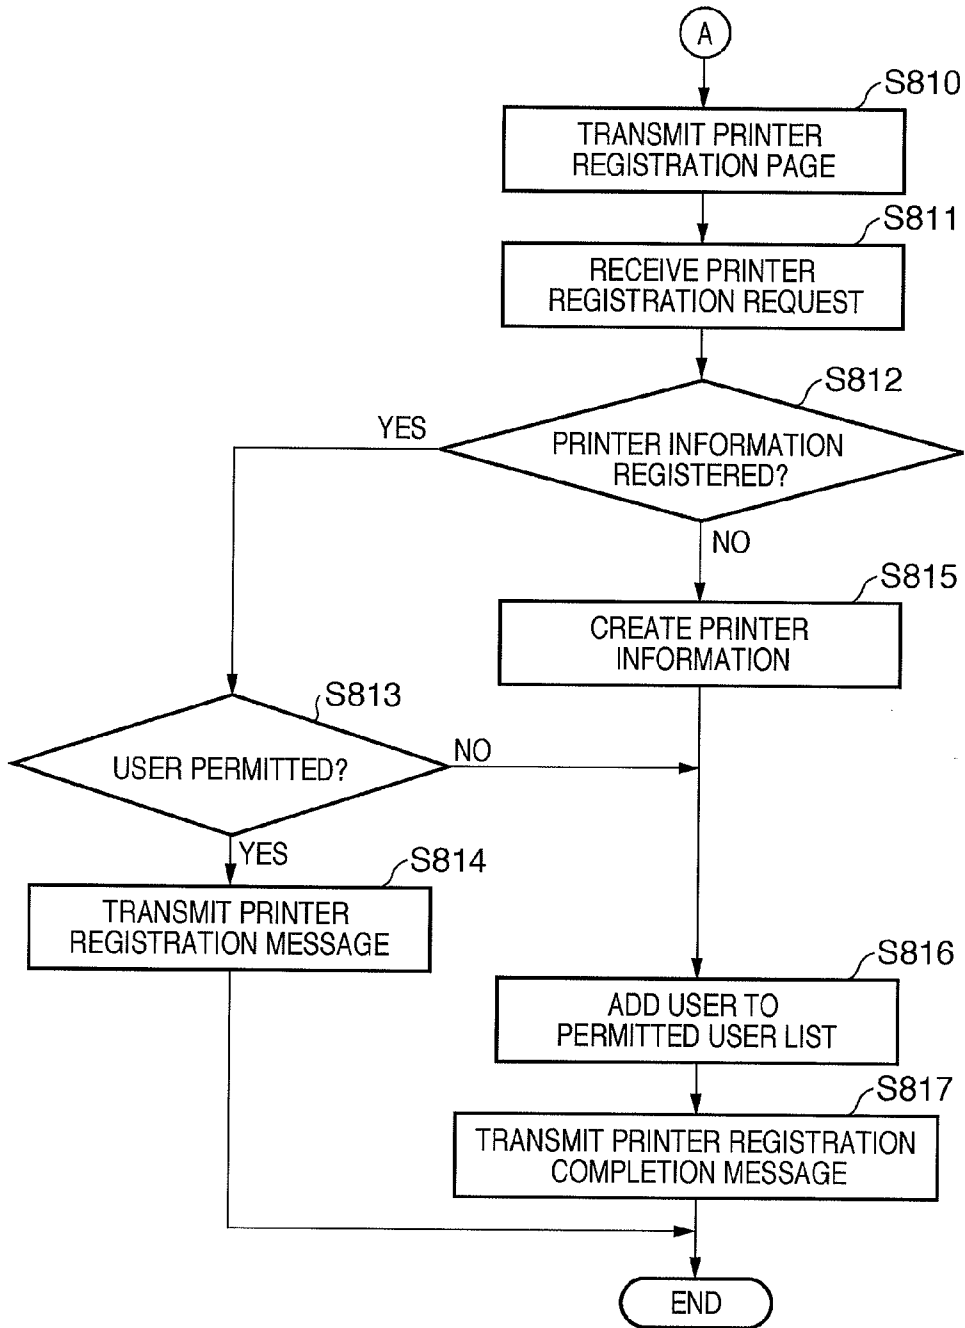 A
S810
TRANSMIT PRINTER
REGISTRATION PAGE
S811
RECEIVE PRINTER
REGISTRATION REQUEST
S812
PRINTER INFORMATION
REGISTERED?
YES
NO
S815
CREATE PRINTER
INFORMATION
S813
USER PERMITTED?
NO
YES
S814
TRANSMIT PRINTER
REGISTRATION MESSAGE
S816
ADD USER TO
PERMITTED USER LIST
S817
TRANSMIT PRINTER REGISTRATION
COMPLETION MESSAGE
END